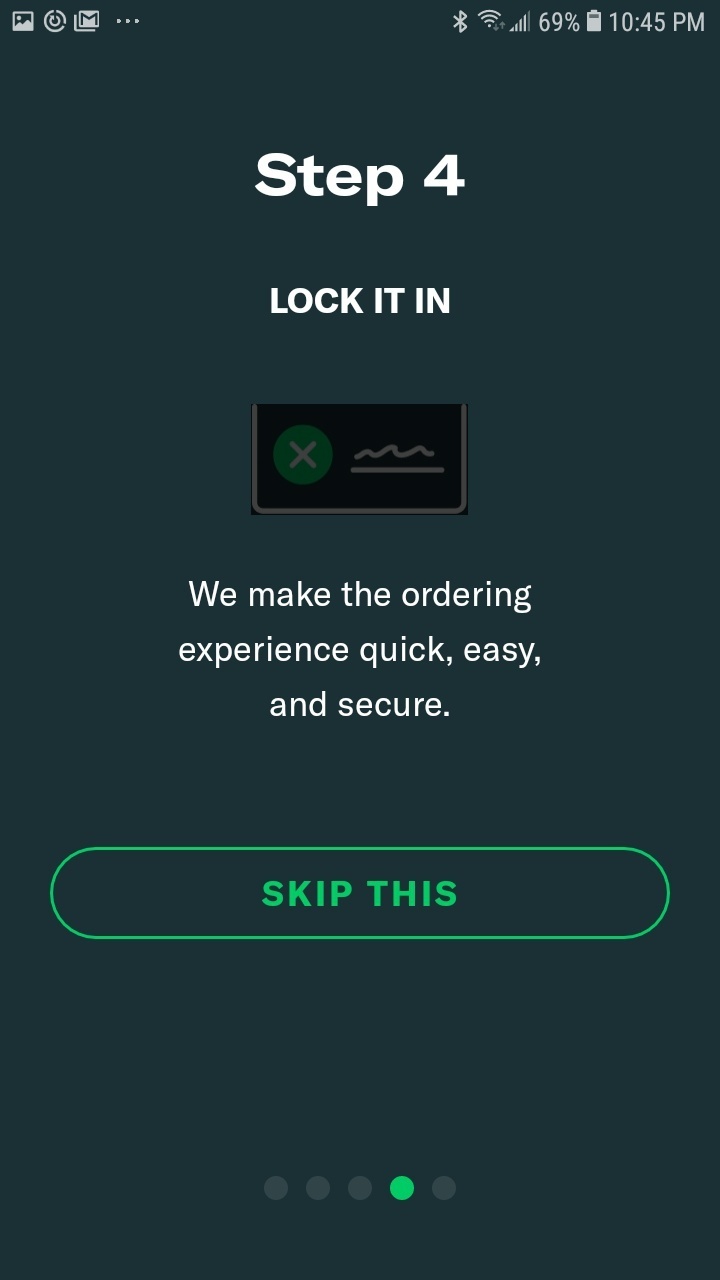 69% 10:45 PM
Step 4
LOCK IT IN
We make the ordering
experience quick, easy,
and secure.
SKIP THIS